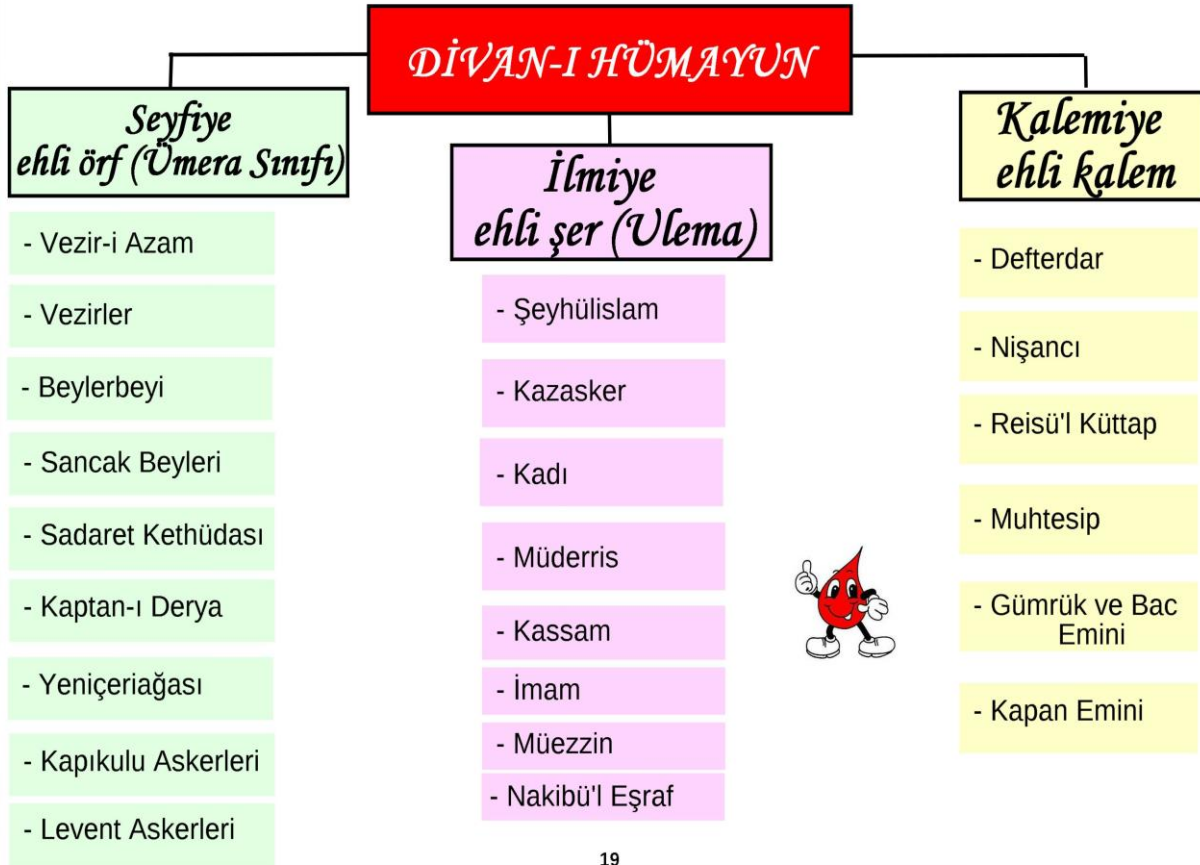 DİVAN-I HÜMAYUN
Seyfiye
ehli örf (Ümera Sınıfı)
- Vezir-i Azam
- Vezirler
- Beylerbeyi
- Sancak Beyleri
- Sadaret Kethüdası
- Kaptan-ı Derya
- Yeniçeriağası
- Kapıkulu Askerleri
- Levent Askerleri
İlmiye
ehli şer (Ulema)
- Şeyhülislam
- Kazasker
- Kadı
- Müderris
- Kassam
- İmam
- Müezzin
- Nakibü'l Eşraf
Kalemiye
ehli kalem
- Defterdar
- Nişancı
- Reisü'l Küttap
- Muhtesip
- Gümrük ve Bac
Emini
- Kapan Emini
19